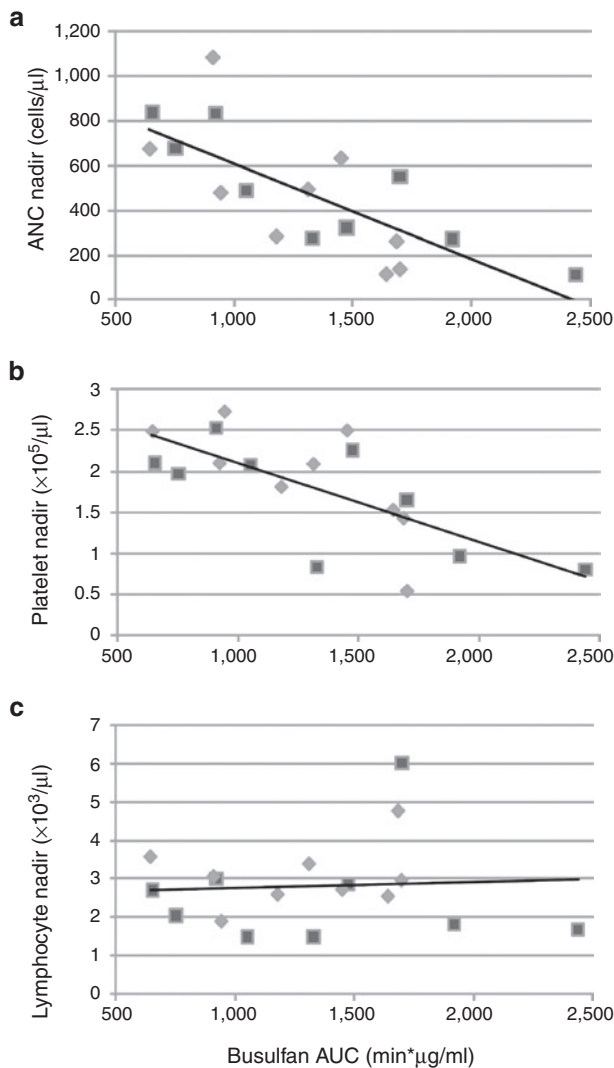 a
1,200
1,000
800
600
400
200
0
ANC nadir (cells/μl)
500 1,000 1,500 2,000 2,500
b
3
2.5
2
1.5
1
0.5
0
Platelet nadir (×10⁵/μl)
500 1,000 1,500 2,000 2,500
c
7
6
5
4
3
2
1
0
Lymphocyte nadir (×10³/μl)
500 1,000 1,500 2,000 2,500
Busulfan AUC (min*μg/ml)